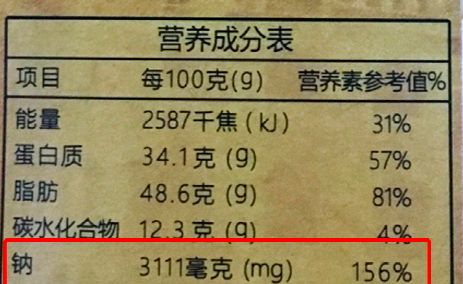 营养成分表
项目 每100克(g) 营养素参考值%
能量 2587千焦(kJ) 31%
蛋白质 34.1克(g) 57%
脂肪 48.6克(g) 81%
碳水化合物 12.3克(g) 4%
钠 3111毫克(mg) 156%